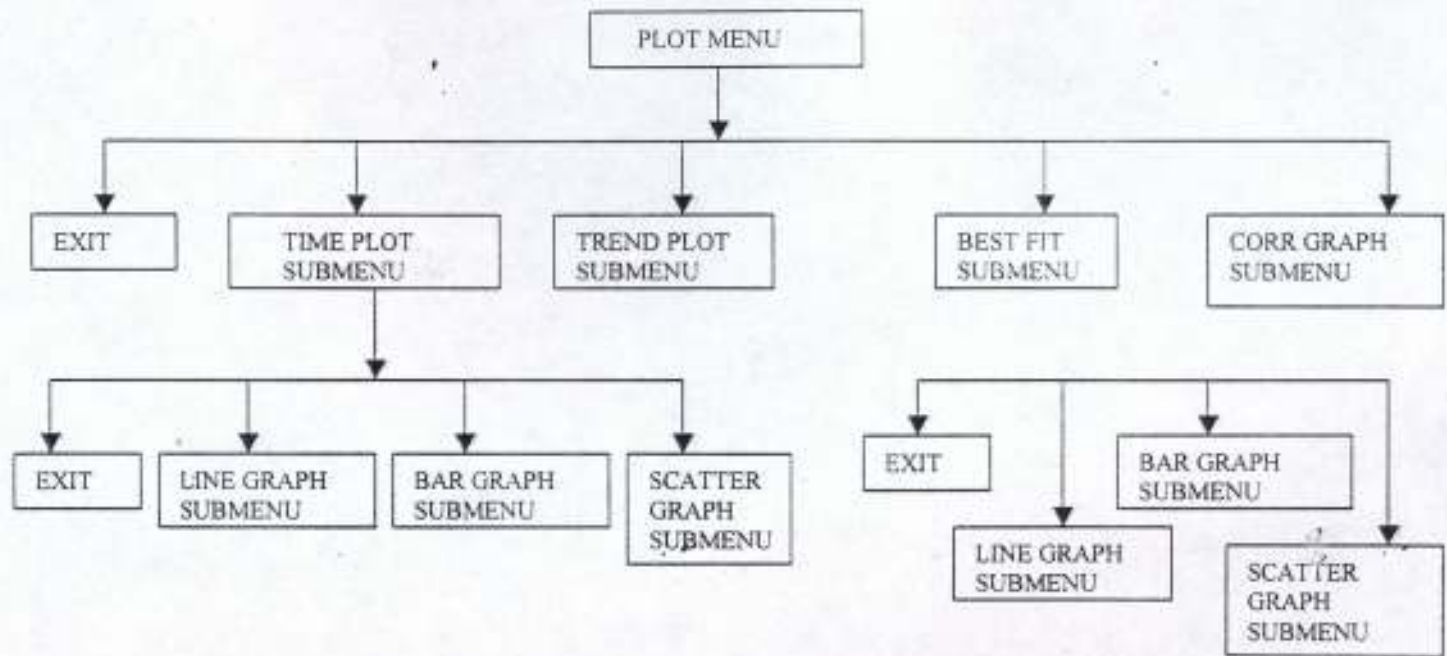 PLOT MENU
EXIT
TIME PLOT
SUBMENU
TREND PLOT
SUBMENU
BEST FIT
SUBMENU
CORR GRAPH
SUBMENU
EXIT
LINE GRAPH
SUBMENU
BAR GRAPH
SUBMENU
SCATTER
GRAPH
SUBMENU
EXIT
LINE GRAPH
SUBMENU
BAR GRAPH
SUBMENU
SCATTER
GRAPH
SUBMENU